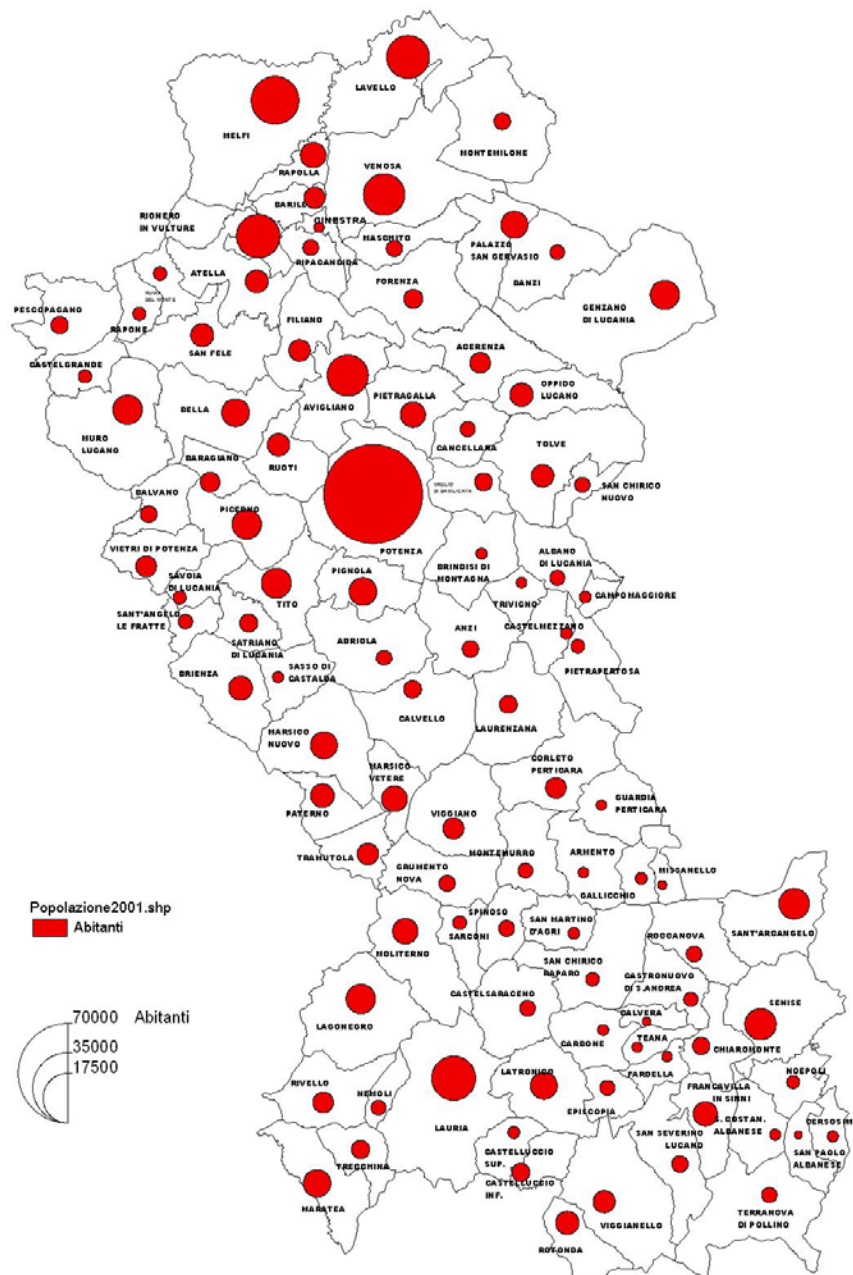 LAVELLO
MELFI
MONTEMILONE
RAPOLLA
VENOSA
BARILE
RIONERO
IN VULTURE
GINESTRA
MASCHITO
PALAZZO
SAN GERVASIO
RIPACANDIDA
ATELLA
BANZI
FORENZA
GENZANO
DI LUCANIA
PESCOPAGANO
RAPONE
FILIANO
SAN FELE
ACERENZA
CASTELGRANDE
OPPIDO
LUCANO
BELLA
AVIGLIANO
PIETRAGALLA
MURO
LUCANO
CANCELLARA
TOLVE
BARAGIANO
RUOTI
SAN CHIRICO
NUOVO
BALVANO
PICERNO
POTENZA
VIETRI DI POTENZA
PIGNOLA
BRINDISI DI
MONTAGNA
ALBANO
DI LUCANIA
SAVOIA
DI LUCANIA
TITO
TRIVIGNO
CAMPOMAGGIORE
SANT'ANGELO
LE FRATTE
SATRIANO
DI LUCANIA
ABRIOLA
ANZI
CASTELMEZZANO
PIETRAPERTOSA
BRIENZA
SASSO DI
CASTALDA
CALVELLO
LAURENZANA
MARSICO
NUOVO
MARSICO
VETERE
CORLETO
PERTICARA
PATERNO
VIGGIANO
GUARDIA
PERTICARA
TRAMUTOLA
GRUMENTO
NOVA
MONTEMURRO
ARMENTO
GALLICCHIO
MISSANELLO
Popolazione2001.shp
Abitanti
MOLITERNO
SARCONI
SPINOSO
SAN MARTINO
D'AGRI
ROCCANOVA
SANT'ARCANGELO
SAN CHIRICO
RAPARO
CASTRONUOVO
DI S.ANDREA
LAGONEGRO
CASTELSARACENO
SENISE
70000 Abitanti
35000
17500
CALVERA
CARBONE
TEANA
CHIAROMONTE
FARDELLA
RIVELLO
NEMOLI
LATRONICO
EPISCOPIA
FRANCAVILLA
IN SINNI
NOEPOLI
LAURIA
S. COSTAN.
ALBANESE
SAN SEVERINO
LUCANO
SAN PAOLO
ALBANESE
TRECCHINA
CASTELLUCCIO
SUP.
CASTELLUCCIO
INF.
MARATEA
VIGGIANELLO
TERRANOVA
DI POLLINO
ROTONDA